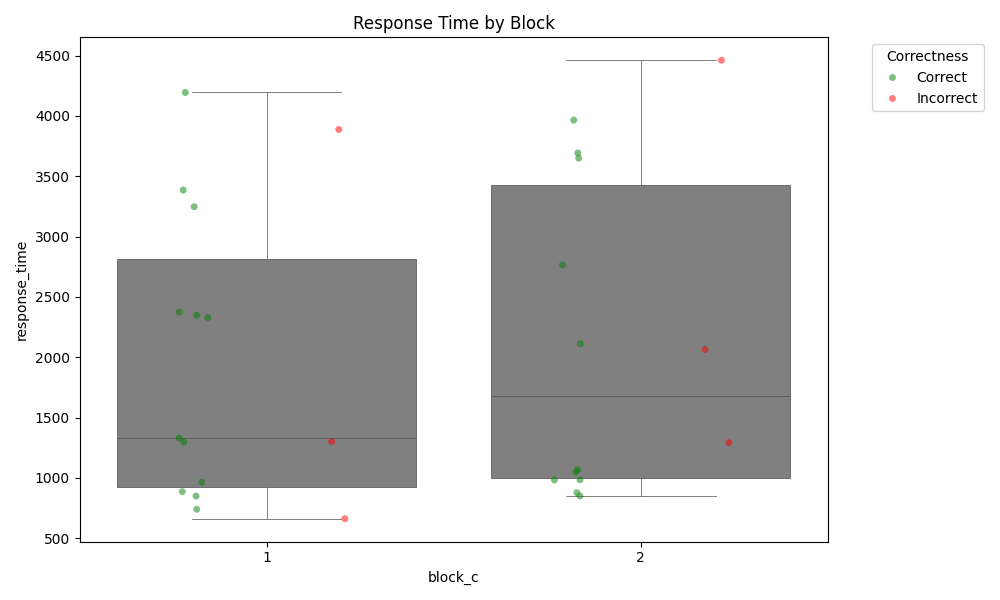 Response Time by Block
Correctness
Correct
Incorrect
response_time
4500
4000
3500
3000
2500
2000
1500
1000
500
1
2
block_c